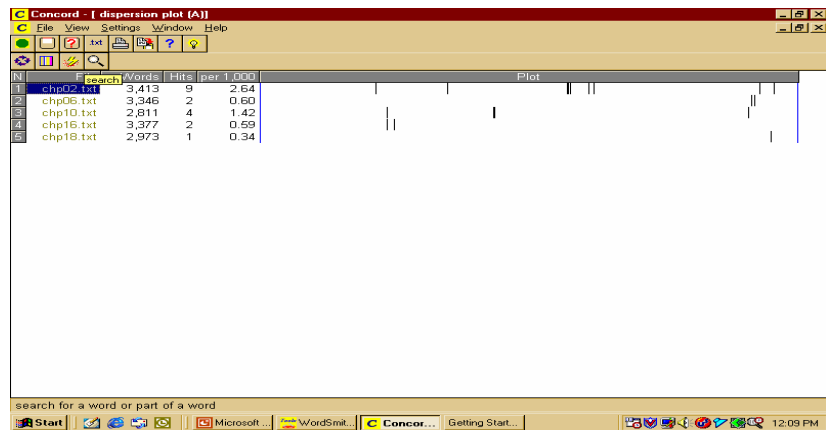 C Concord - [ dispersion plot (A)]
C File View Settings Window Help
? .txt ?
search
N Words Hits per 1,000 Plot
1 chp02.txt 3,413 9 2.64
2 chp06.txt 3,346 2 0.60
3 chp10.txt 2,811 4 1.42
4 chp16.txt 3,377 2 0.59
5 chp18.txt 2,973 1 0.34
search for a word or part of a word
Start Microsoft ... WordSmit... C Concor... Getting Start... 12:09 PM